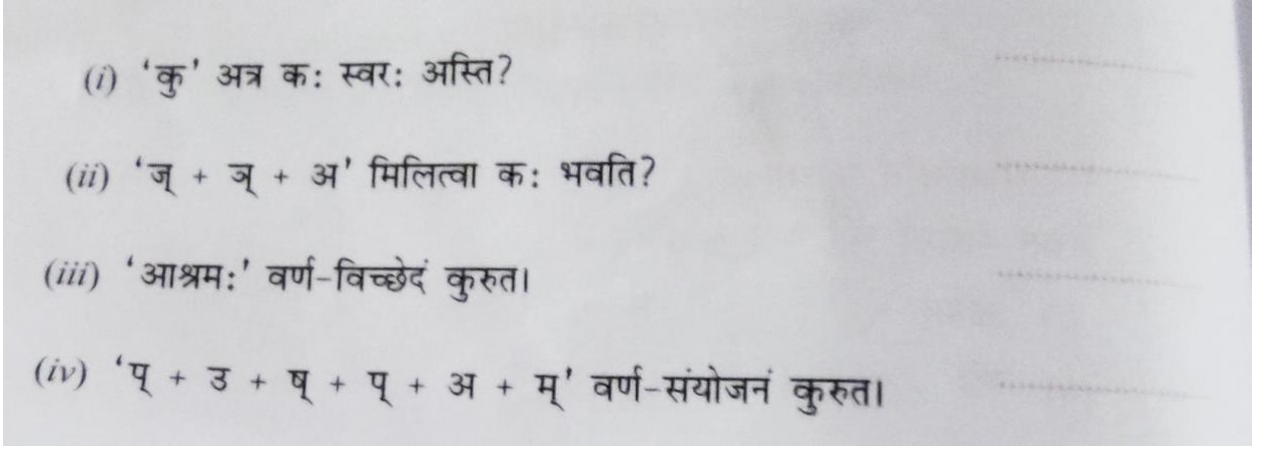 (i) ‘कु’ अत्र कः स्वरः अस्ति? ....................
(ii) ‘ज् + ञ् + अ’ मिलित्वा कः भवति? ....................
(iii) ‘आश्रमः’ वर्ण-विच्छेदं कुरुत। ....................
(iv) ‘प् + उ + ष् + प् + अ + म्’ वर्ण-संयोजनं कुरुत। ....................